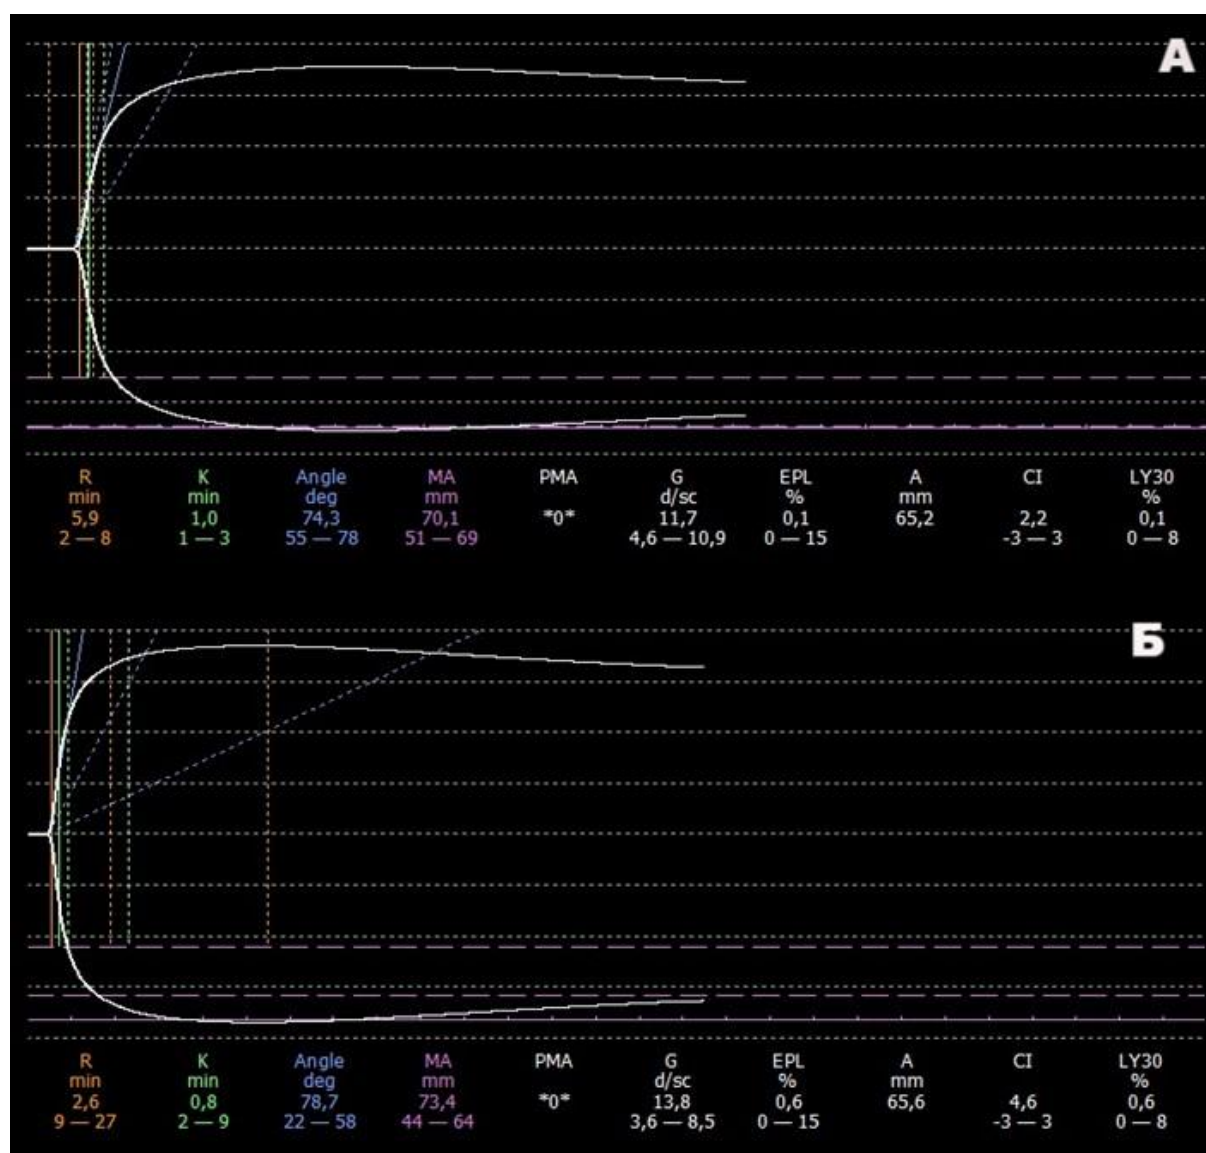 А
R K Angle MA PMA G EPL A CI LY30
min min deg mm d/sc % mm %
5,9 1,0 74,3 70,1 *0* 11,7 0,1 65,2 2,2 0,1
2 — 8 1 — 3 55 — 78 51 — 69 4,6 — 10,9 0 — 15 -3 — 3 0 — 8
Б
R K Angle MA PMA G EPL A CI LY30
min min deg mm d/sc % mm %
2,6 0,8 78,7 73,4 *0* 13,8 0,6 65,6 4,6 0,6
9 — 27 2 — 9 22 — 58 44 — 64 3,6 — 8,5 0 — 15 -3 — 3 0 — 8